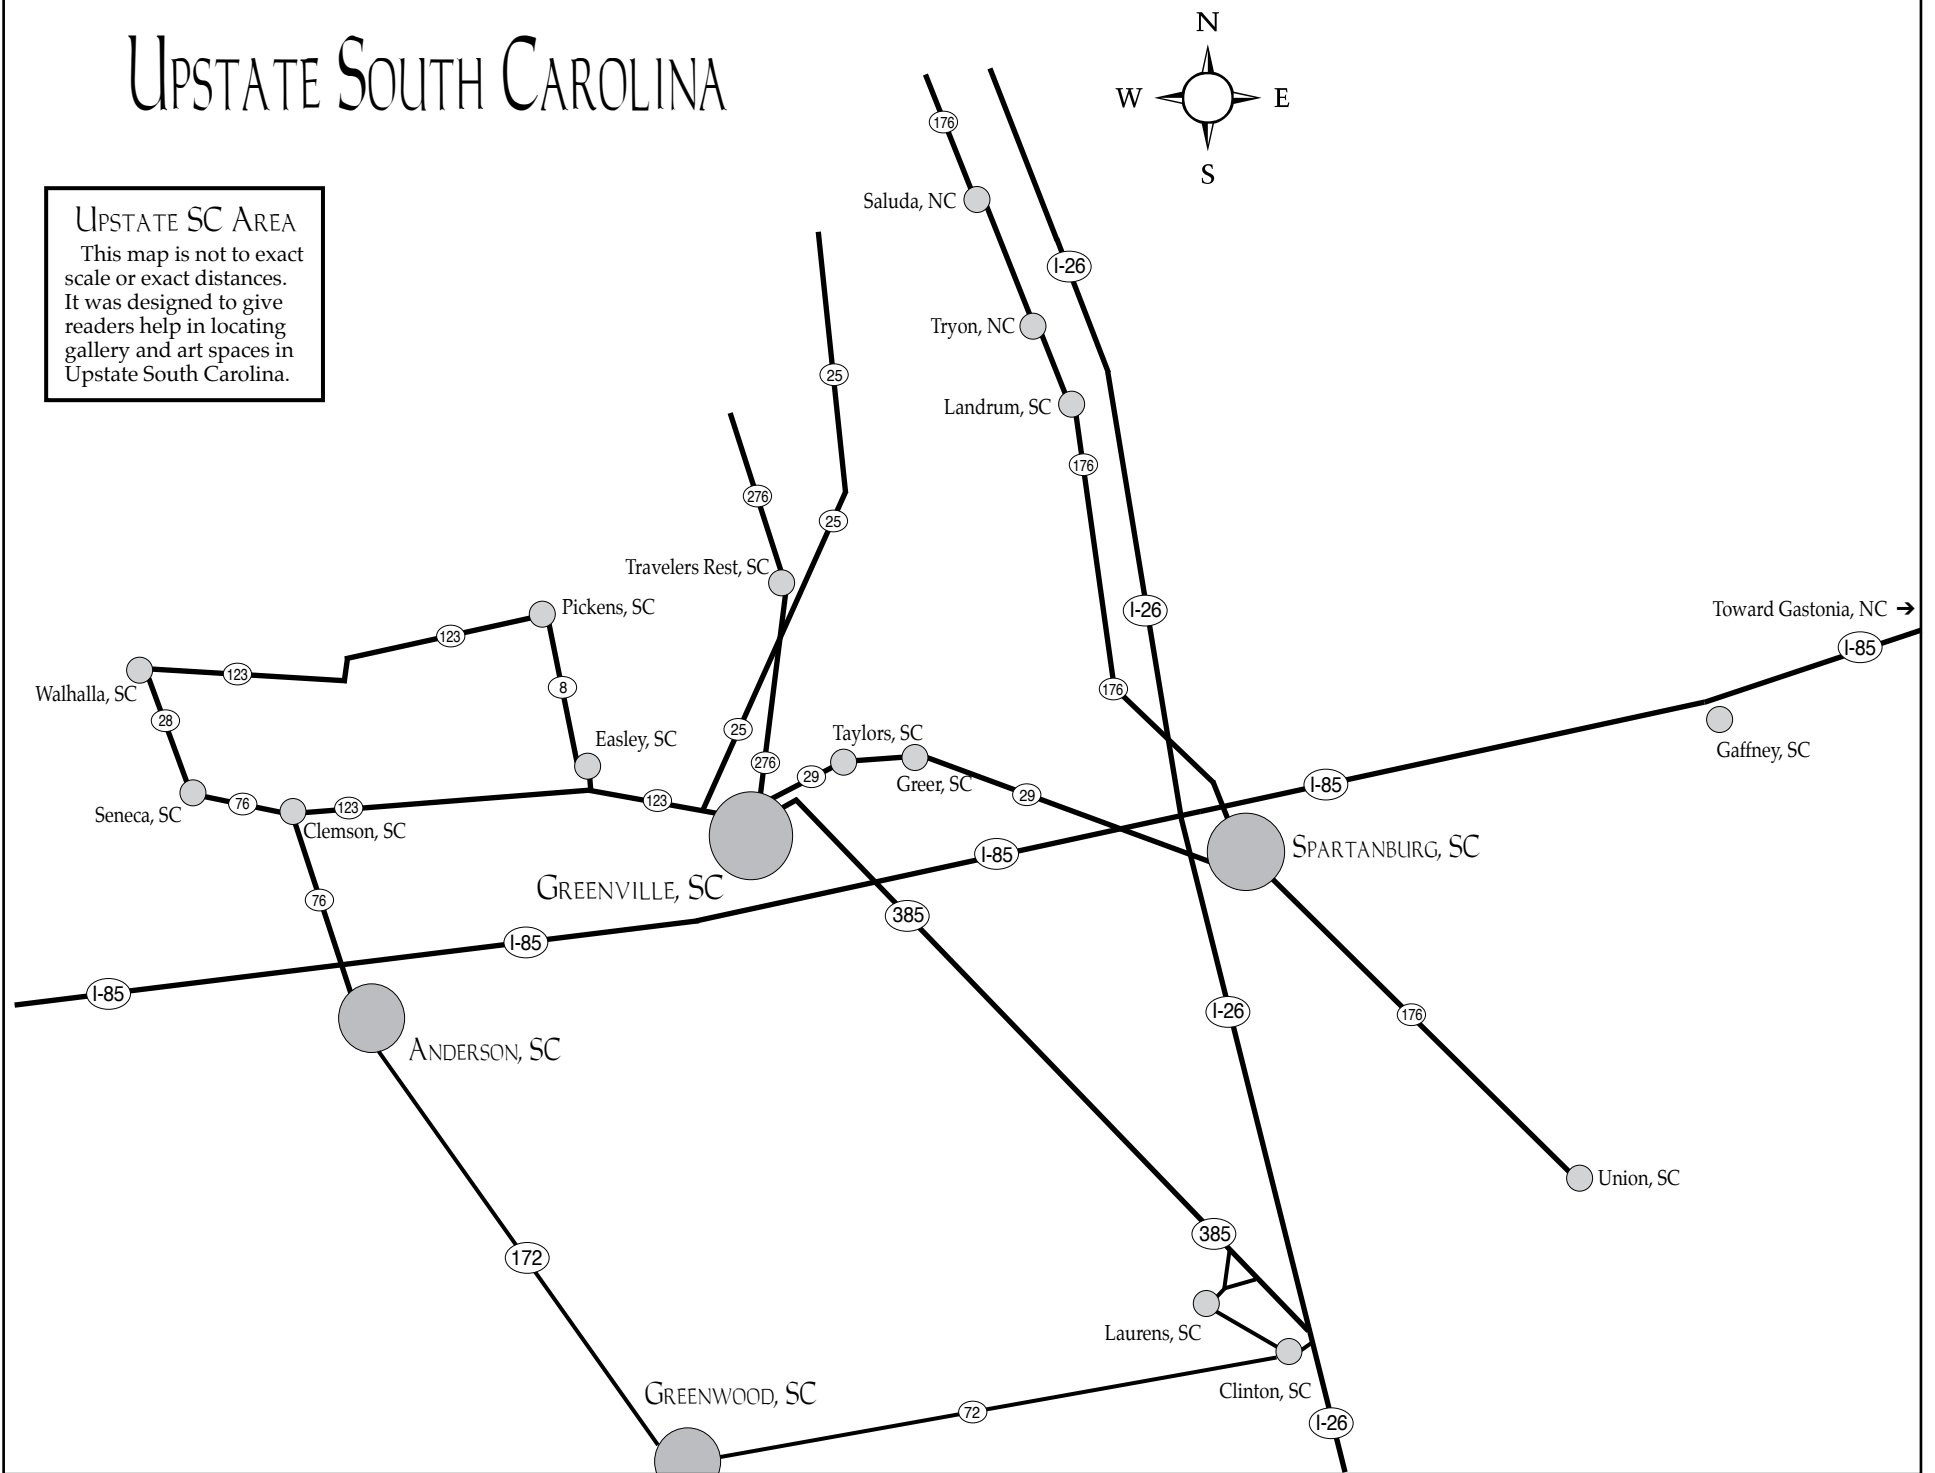 UPSTATE SOUTH CAROLINA
N
W E
S
176
Saluda, NC
UPSTATE SC AREA
This map is not to exact
scale or exact distances.
It was designed to give
readers help in locating
gallery and art spaces in
Upstate South Carolina.
I-26
Tryon, NC
25
Landrum, SC
176
276
25
Travelers Rest, SC
Pickens, SC
I-26
Toward Gastonia, NC ➔
123
I-85
123
Walhalla, SC
8
176
28
25
Taylors, SC
Easley, SC
Gaffney, SC
276
29
Greer, SC
I-85
29
76
123
123
Seneca, SC
Clemson, SC
SPARTANBURG, SC
I-85
GREENVILLE, SC
76
385
I-85
I-85
I-26
176
ANDERSON, SC
Union, SC
385
172
Laurens, SC
GREENWOOD, SC
Clinton, SC
72
I-26